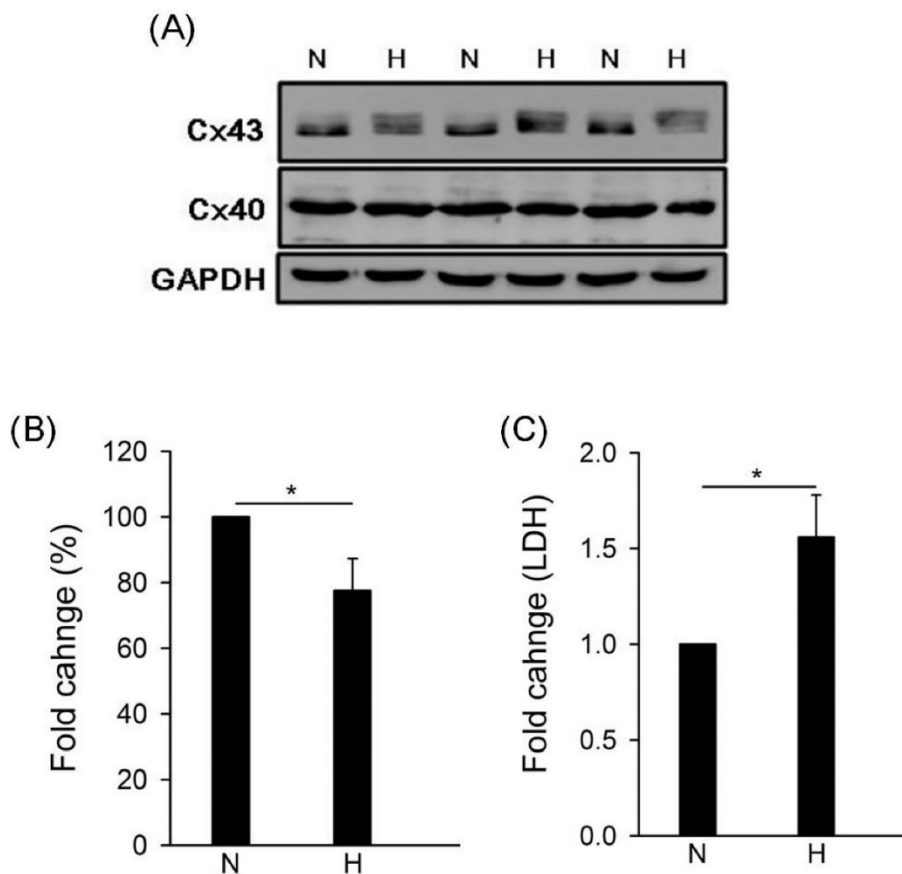 (A)
N H N H N H
Cx43
Cx40
GAPDH
(B)
120
100
80
60
40
20
0
Fold cahnge (%)
*
N H
(C)
2.0
1.5
1.0
0.5
0.0
Fold cahnge (LDH)
*
N H